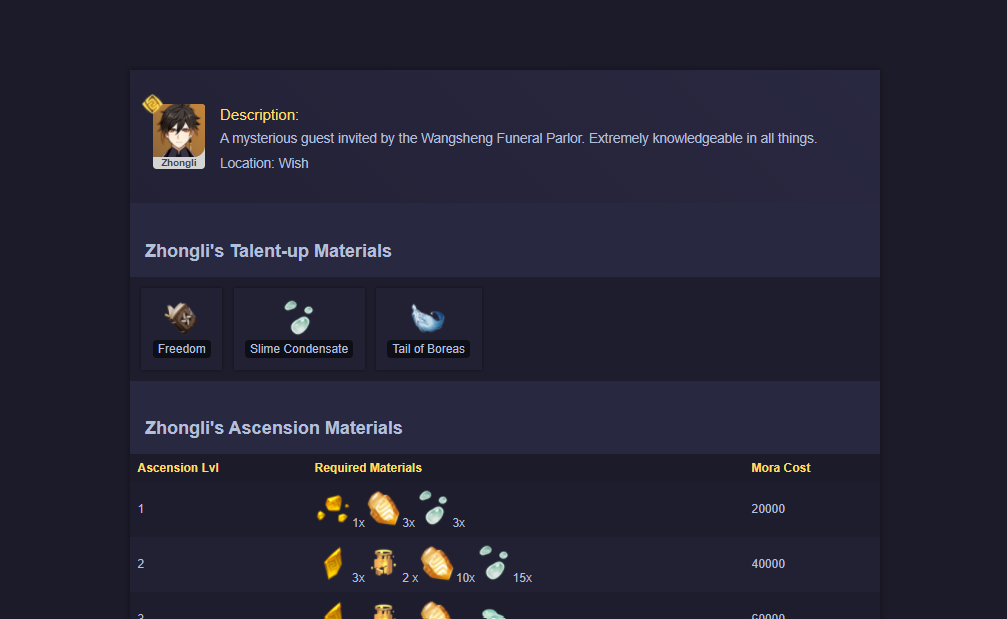 Description:
A mysterious guest invited by the Wangsheng Funeral Parlor. Extremely knowledgeable in all things.
Zhongli
Location: Wish
Zhongli's Talent-up Materials
Freedom Slime Condensate Tail of Boreas
Zhongli's Ascension Materials
Ascension Lvl Required Materials Mora Cost
1 1x 3x 3x 20000
2 3x 2 x 10x 15x 40000
3 60000